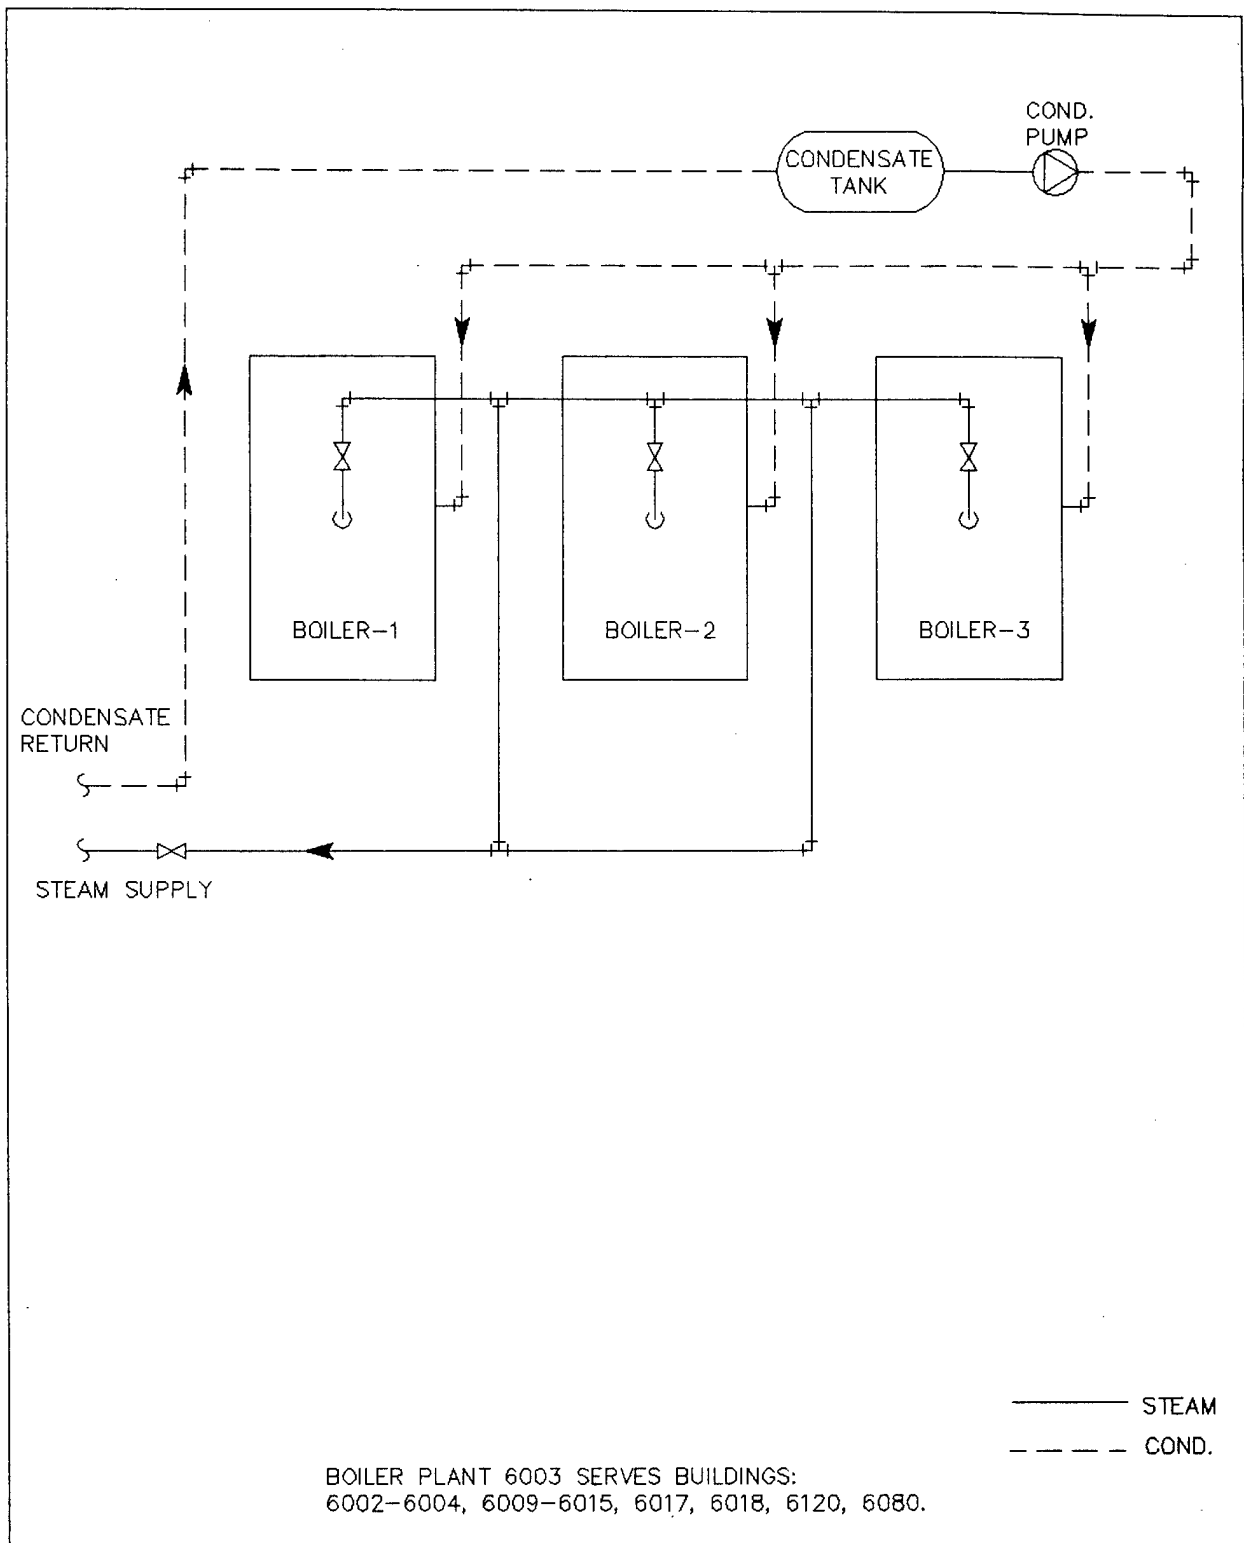 COND.
PUMP
CONDENSATE
TANK
BOILER-1
BOILER-2
BOILER-3
CONDENSATE
RETURN
STEAM SUPPLY
STEAM
COND.
BOILER PLANT 6003 SERVES BUILDINGS:
6002-6004, 6009-6015, 6017, 6018, 6120, 6080.